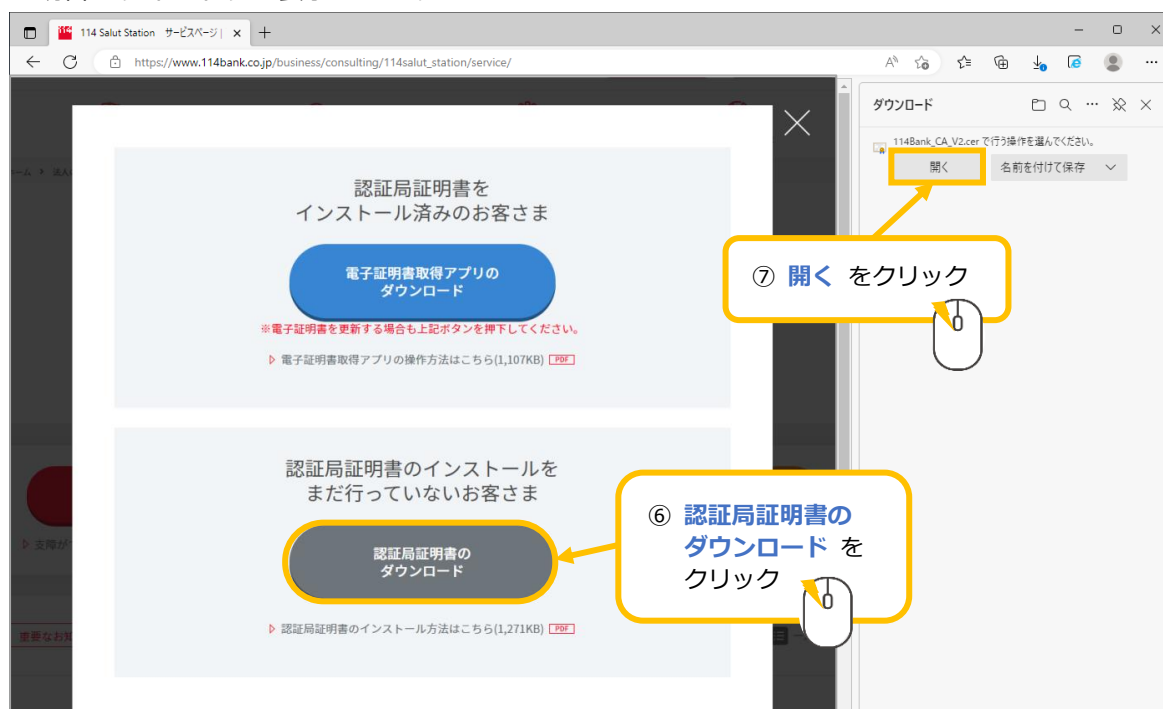 114 Salut Station サービスページ |
https://www.114bank.co.jp/business/consulting/114salut_station/service/
ダウンロード
114Bank_CA_V2.cer で行う操作を選んでください。
開く
名前を付けて保存
認証局証明書を
インストール済みのお客さま
電子証明書取得アプリの
ダウンロード
※電子証明書を更新する場合も上記ボタンを押下してください。
電子証明書取得アプリの操作方法はこちら(1,107KB) PDF
⑦ 開く をクリック
認証局証明書のインストールを
まだ行っていないお客さま
認証局証明書の
ダウンロード
⑥ 認証局証明書の
ダウンロード を
クリック
支障が
認証局証明書のインストール方法はこちら(1,271KB) PDF
重要なお知